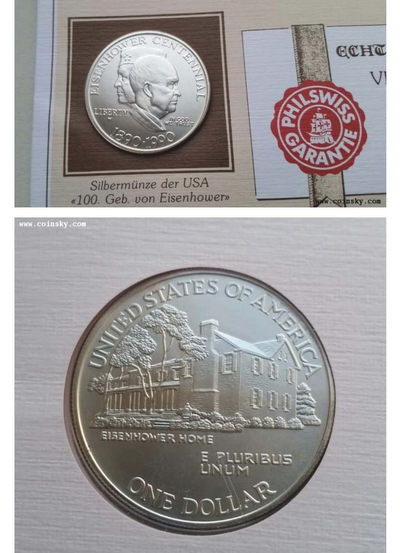 EISENHOWER CENTENNIAL
LIBERTY
IN GOD
WE TRUST
1890·1990
ECHT
V
PHILSWISS
GARANTIE
Silbermünze der USA
«100. Geb. von Eisenhower»
www.coinsky.com
www.coinsky.com
UNITED STATES OF AMERICA
EISENHOWER HOME
E PLURIBUS
UNUM
ONE DOLLAR